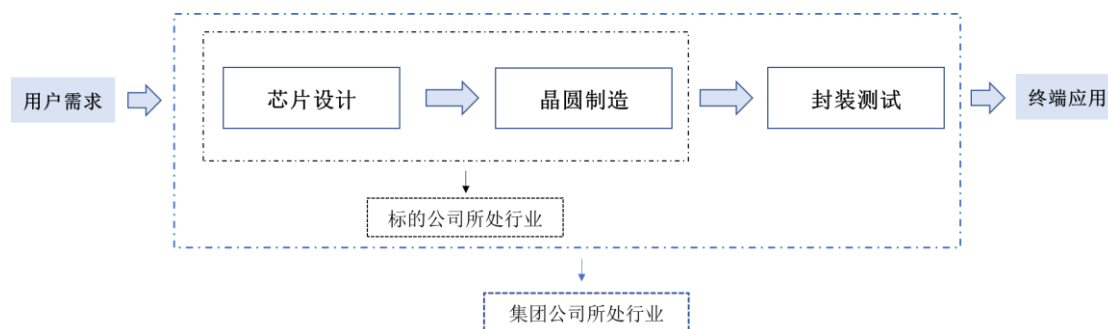 用户需求
芯片设计
晶圆制造
封装测试
终端应用
标的公司所处行业
集团公司所处行业